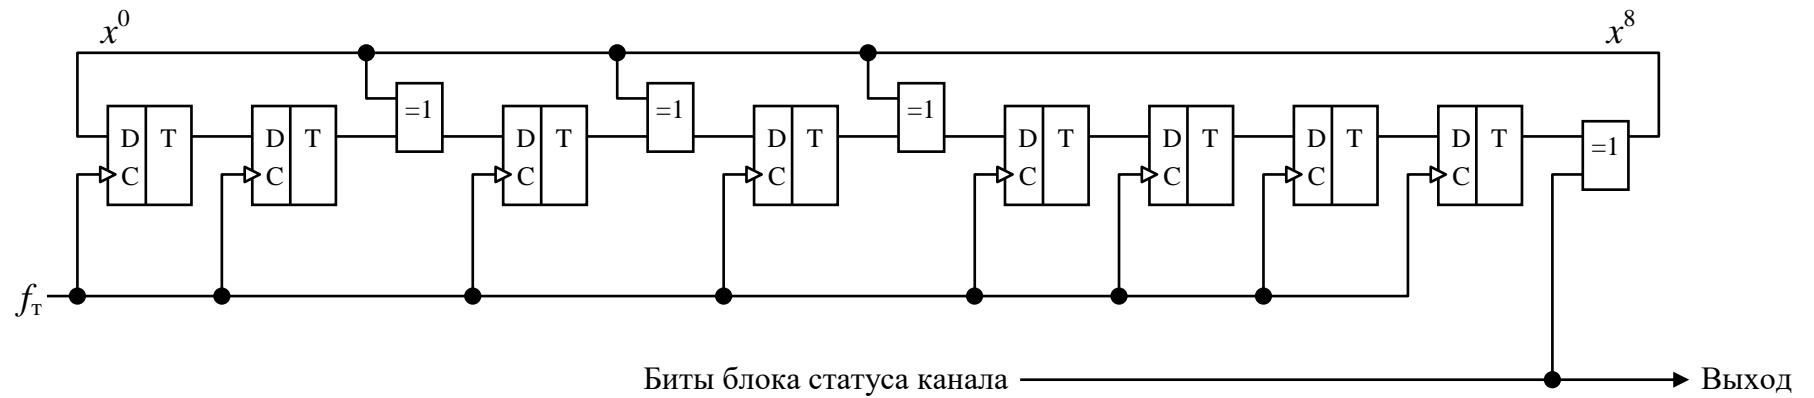 x⁰ x⁸
=1 =1 =1
D T D T D T D T D T D T D T D T =1
C C C C C C C C
fт
Биты блока статуса канала Выход